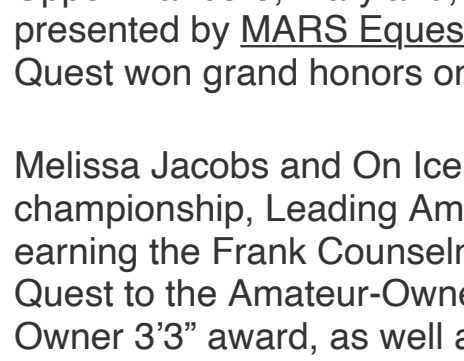 presented by MARS Eques
Quest won grand honors on
Melissa Jacobs and On Ice
championship, Leading Am
earning the Frank Counseln
Quest to the Amateur-Owne
Owner 3’3” award, as well a